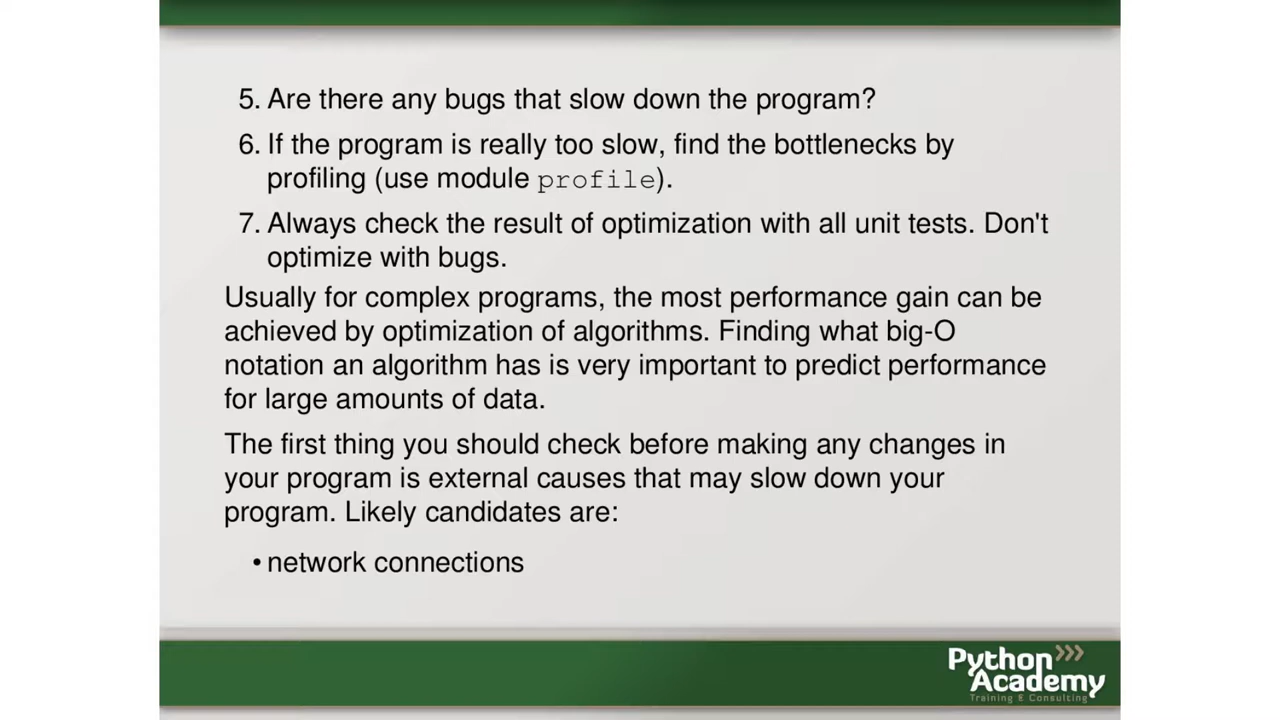 5. Are there any bugs that slow down the program?
6. If the program is really too slow, find the bottlenecks by
profiling (use module profile).
7. Always check the result of optimization with all unit tests. Don't
optimize with bugs.
Usually for complex programs, the most performance gain can be
achieved by optimization of algorithms. Finding what big-O
notation an algorithm has is very important to predict performance
for large amounts of data.
The first thing you should check before making any changes in
your program is external causes that may slow down your
program. Likely candidates are:
• network connections
Python
Academy
Training & Consulting